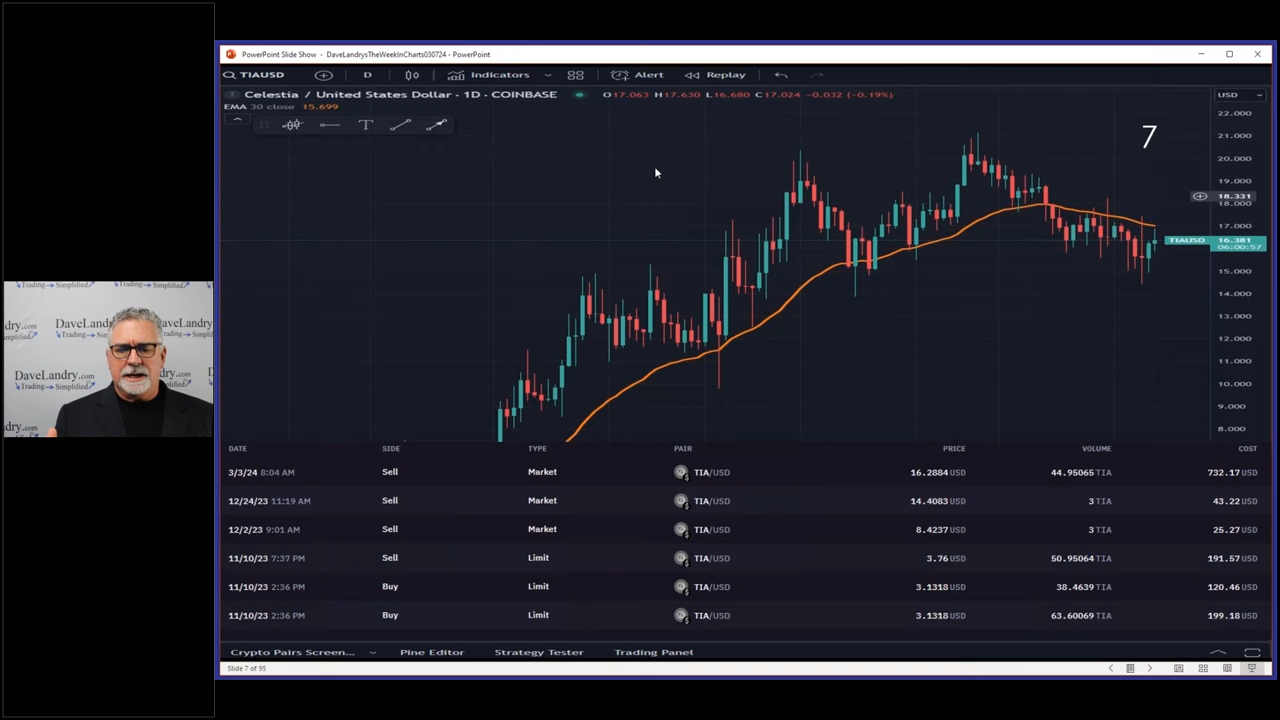 PowerPoint Slide Show - DaveLandrysTheWeekInCharts030724 - PowerPoint
TIAUSD D Indicators Alert Replay
Celestia / United States Dollar · 1D · COINBASE O17.063 H17.630 L16.680 C17.024 -0.032 (-0.19%) USD
EMA 30 close 15.699
T
7
22.000
21.000
20.000
19.000
18.331
18.000
17.000
TIAUSD 16.381
06:00:57
15.000
14.000
13.000
12.000
11.000
10.000
9.000
8.000
DaveLandry.com
Trading Simplified
DATE SIDE TYPE PAIR PRICE VOLUME COST
3/3/24 8:04 AM Sell Market TIA/USD 16.2884 USD 44.95065 TIA 732.17 USD
12/24/23 11:19 AM Sell Market TIA/USD 14.4083 USD 3 TIA 43.22 USD
12/2/23 9:01 AM Sell Market TIA/USD 8.4237 USD 3 TIA 25.27 USD
11/10/23 7:37 PM Sell Limit TIA/USD 3.76 USD 50.95064 TIA 191.57 USD
11/10/23 2:36 PM Buy Limit TIA/USD 3.1318 USD 38.4639 TIA 120.46 USD
11/10/23 2:36 PM Buy Limit TIA/USD 3.1318 USD 63.60069 TIA 199.18 USD
Crypto Pairs Screen... Pine Editor Strategy Tester Trading Panel
Slide 7 of 95